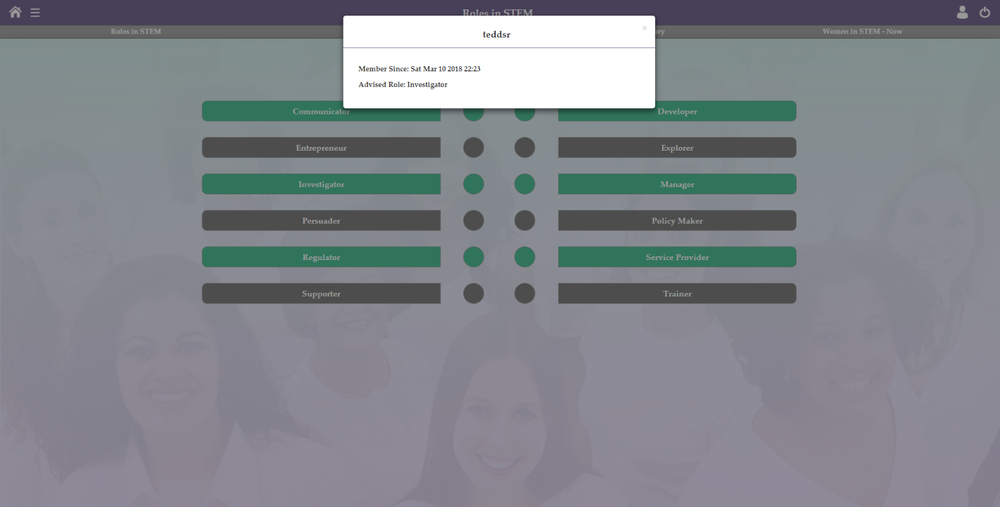 Roles in STEM
Roles in STEM
ory
Women in STEM - Now
×
teddsr
Member Since: Sat Mar 10 2018 22:23
Advised Role: Investigator
Communicator
Developer
Entrepreneur
Explorer
Investigator
Manager
Persuader
Policy Maker
Regulator
Service Provider
Supporter
Trainer